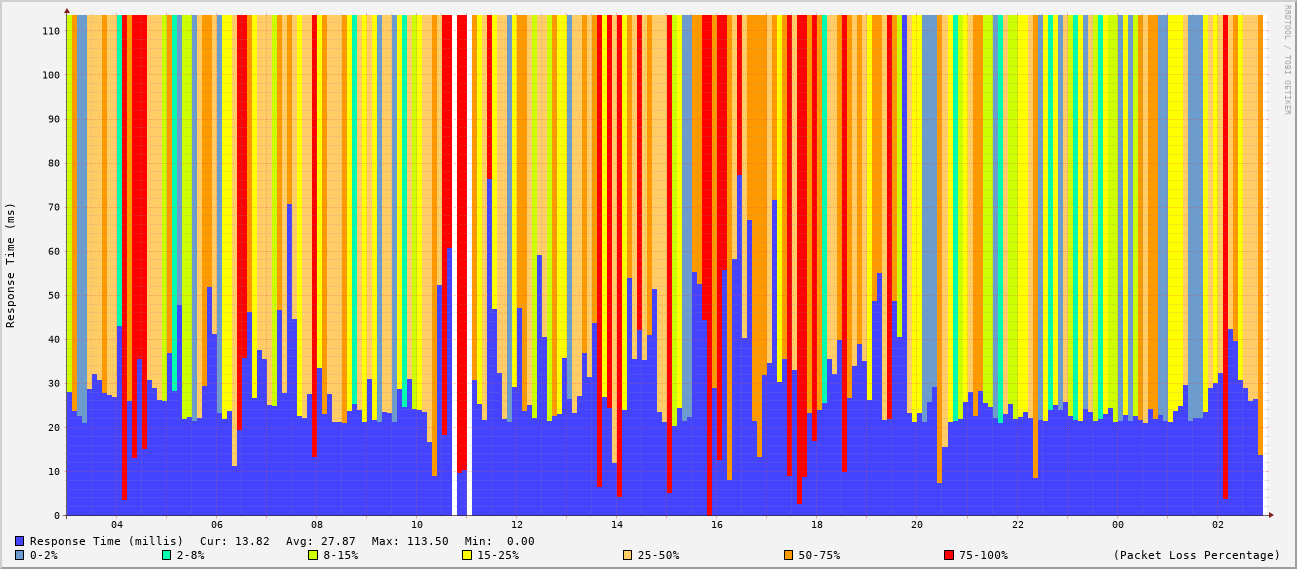 RRDTOOL / TOBI OETIKER
Response Time (ms)
110
100
90
80
70
60
50
40
30
20
10
0
04 06 08 10 12 14 16 18 20 22 00 02
Response Time (millis) Cur: 13.82 Avg: 27.87 Max: 113.50 Min: 0.00
0-2% 2-8% 8-15% 15-25% 25-50% 50-75% 75-100% (Packet Loss Percentage)